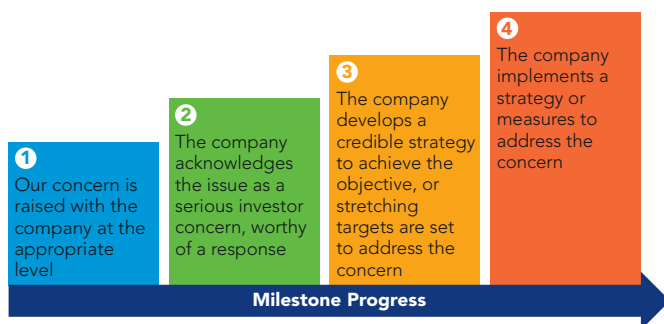 1
Our concern is
raised with the
company at the
appropriate
level
2
The company
acknowledges
the issue as a
serious investor
concern, worthy
of a response
3
The company
develops a
credible strategy
to achieve the
objective, or
stretching
targets are set
to address the
concern
4
The company
implements a
strategy or
measures to
address the
concern
Milestone Progress